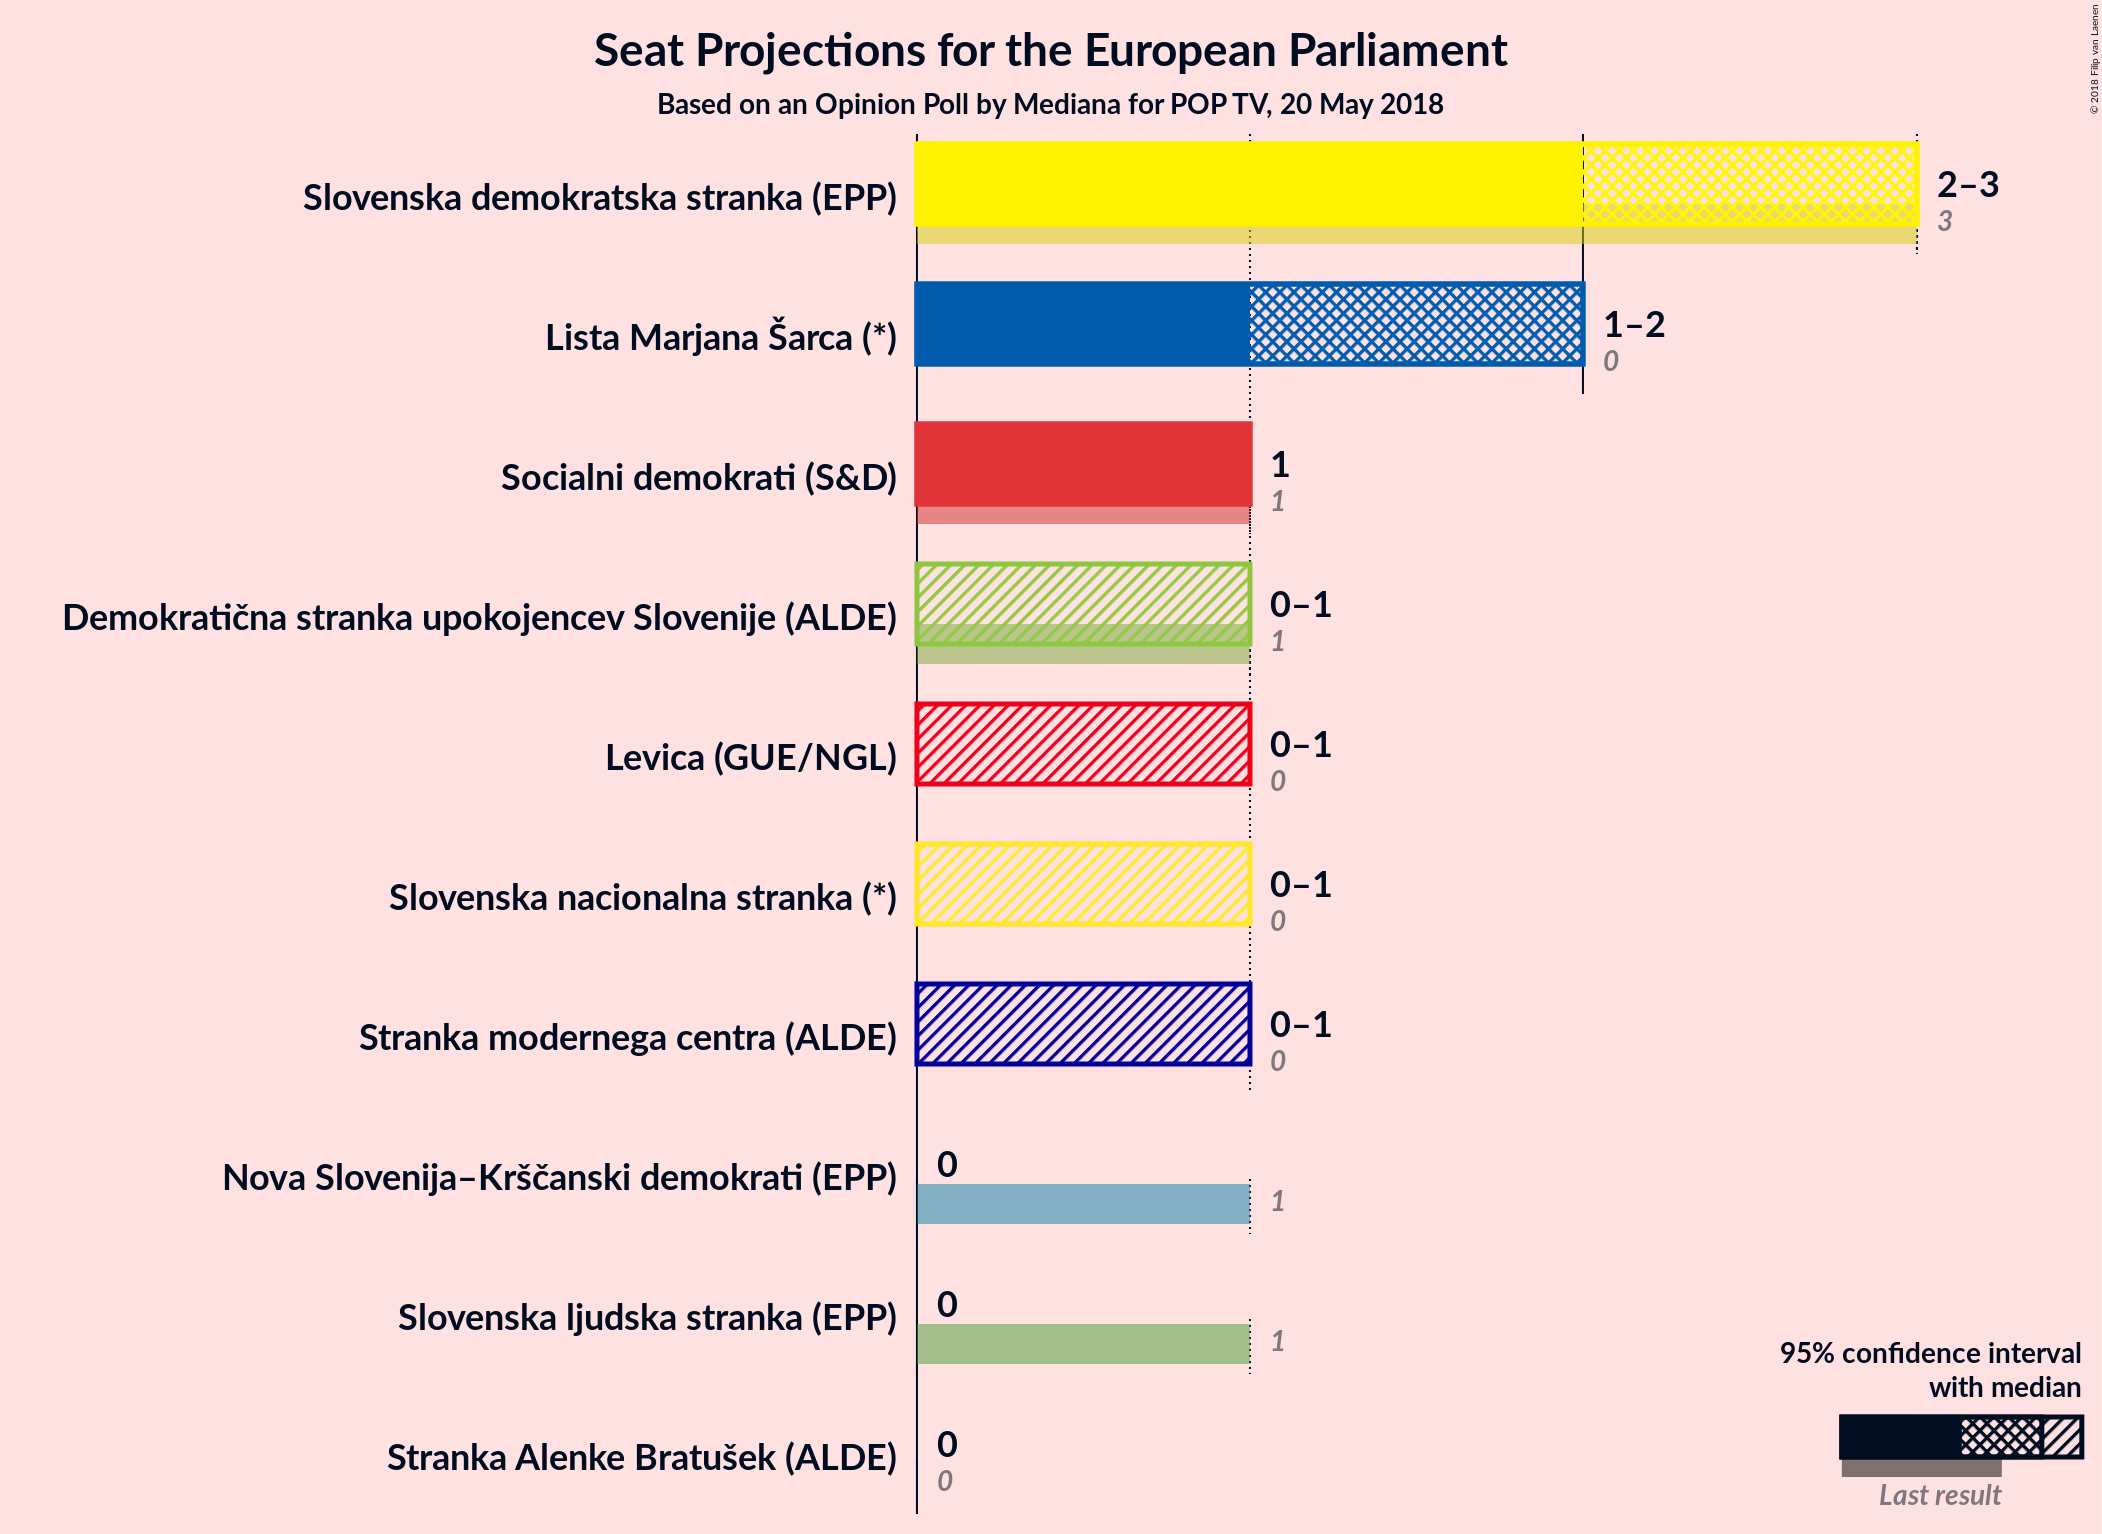 Seat Projections for the European Parliament
Based on an Opinion Poll by Mediana for POP TV, 20 May 2018
© 2018 Filip van Laenen
Slovenska demokratska stranka (EPP)
2–3
3
Lista Marjana Šarca (*)
1–2
0
Socialni demokrati (S&D)
1
1
Demokratična stranka upokojencev Slovenije (ALDE)
0–1
1
Levica (GUE/NGL)
0–1
0
Slovenska nacionalna stranka (*)
0–1
0
Stranka modernega centra (ALDE)
0–1
0
Nova Slovenija–Krščanski demokrati (EPP)
0
1
Slovenska ljudska stranka (EPP)
0
1
Stranka Alenke Bratušek (ALDE)
0
0
95% confidence interval
with median
Last result